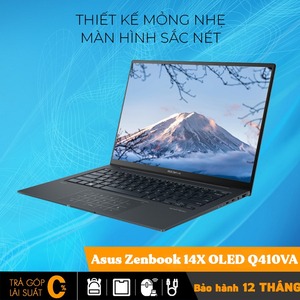 THIẾT KẾ MỎNG NHẸ
MÀN HÌNH SẮC NÉT
Asus Zenbook 14X OLED Q410VA
TRẢ GÓP
LÃI SUẤT
Bảo hành 12 THÁNG